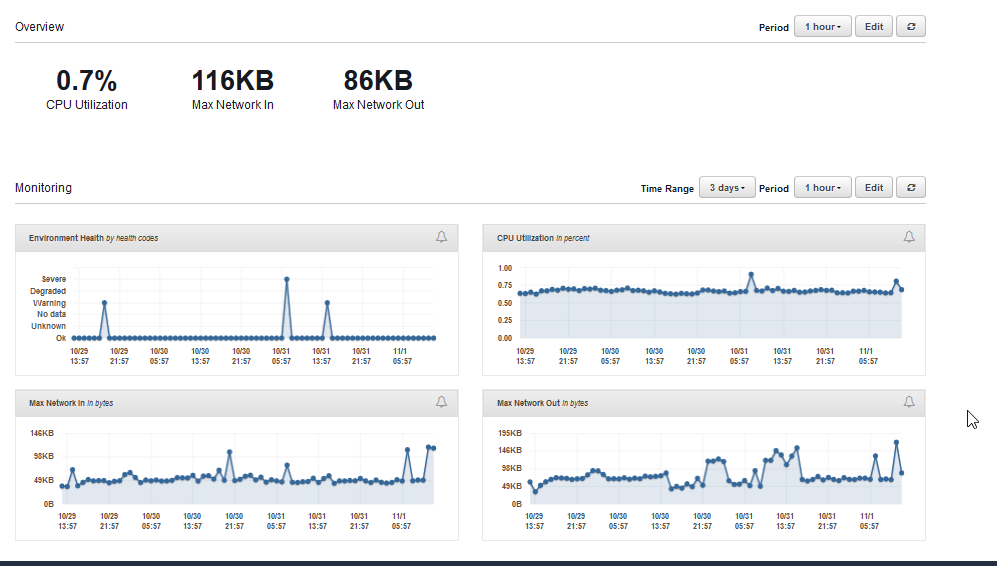 Overview
Period 1 hour Edit
0.7% 116KB 86KB
CPU Utilization Max Network In Max Network Out
Monitoring
Time Range 3 days Period 1 hour Edit
Environment Health by health codes
Severe
Degraded
Warning
No data
Unknown
Ok
10/29 10/29 10/30 10/30 10/30 10/31 10/31 10/31 11/1
13:57 21:57 05:57 13:57 21:57 05:57 13:57 21:57 05:57
CPU Utilization in percent
1.00
0.75
0.50
0.25
0.00
10/29 10/29 10/30 10/30 10/30 10/31 10/31 10/31 11/1
13:57 21:57 05:57 13:57 21:57 05:57 13:57 21:57 05:57
Max Network In in bytes
146KB
98KB
49KB
0B
10/29 10/29 10/30 10/30 10/30 10/31 10/31 10/31 11/1
13:57 21:57 05:57 13:57 21:57 05:57 13:57 21:57 05:57
Max Network Out in bytes
195KB
146KB
98KB
49KB
0B
10/29 10/29 10/30 10/30 10/30 10/31 10/31 10/31 11/1
13:57 21:57 05:57 13:57 21:57 05:57 13:57 21:57 05:57